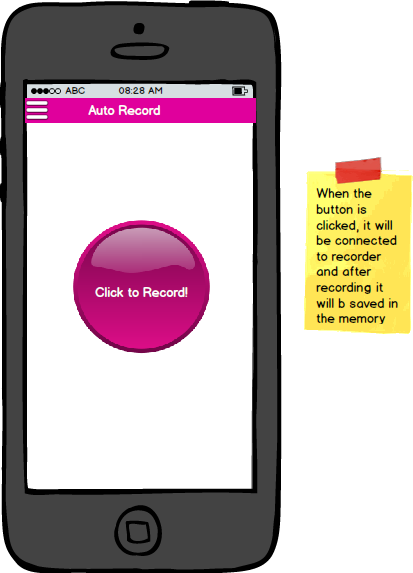 ABC 08:28 AM
Auto Record
Click to Record!
When the
button is
clicked, it will
be connected
to recorder
and after
recording it
will b saved in
the memory